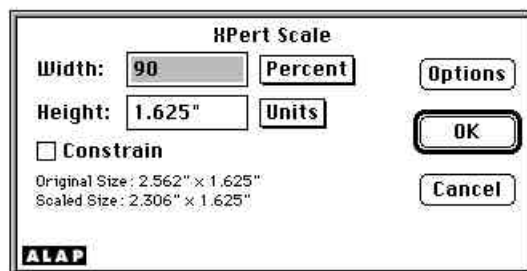 XPert Scale
Width: 90 Percent
Options
Height: 1.625" Units
OK
Constrain
Original Size: 2.562" x 1.625"
Scaled Size: 2.306" x 1.625"
Cancel
ALAP